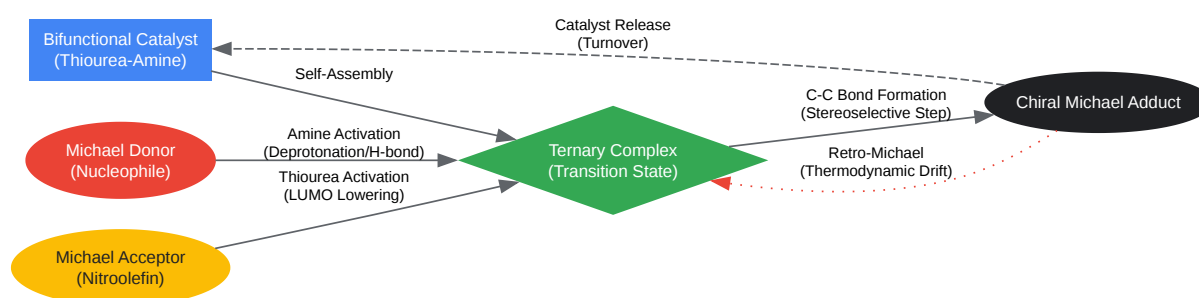 Bifunctional Catalyst
(Thiourea-Amine)
Catalyst Release
(Turnover)
Self-Assembly
Michael Donor
(Nucleophile)
Amine Activation
(Deprotonation/H-bond)
Thiourea Activation
(LUMO Lowering)
Michael Acceptor
(Nitroolefin)
Ternary Complex
(Transition State)
C-C Bond Formation
(Stereoselective Step)
Retro-Michael
(Thermodynamic Drift)
Chiral Michael Adduct